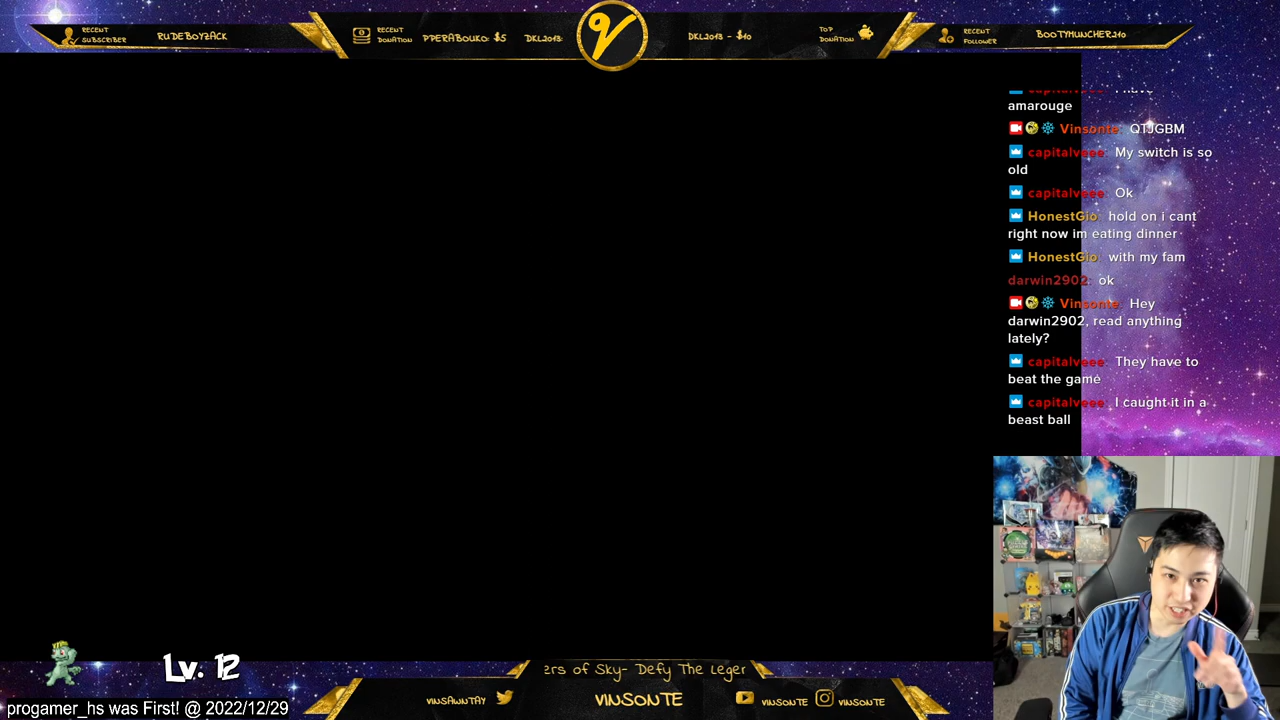 RECENT SUBSCRIBER
RUDEBOYZACK
RECENT DONATION
PPERABOUKO: $5
DKL2013:
DKL2013 - $10
TOP DONATION
RECENT FOLLOWER
BOOTYMUNCHER210
amarouge
Vinsonte: QTJGBM
capitalveee: My switch is so
old
capitalveee: Ok
HonestGio: hold on i cant
right now im eating dinner
HonestGio: with my fam
darwin2902: ok
Vinsonte: Hey
darwin2902, read anything
lately?
capitalveee: They have to
beat the game
capitalveee: I caught it in a
beast ball
Lv. 12
progamer_hs was First! @ 2022/12/29
ers of Sky- Defy The Leger
VINSAWNTAY
VINSONTE
VINSONTE
VINSONTE